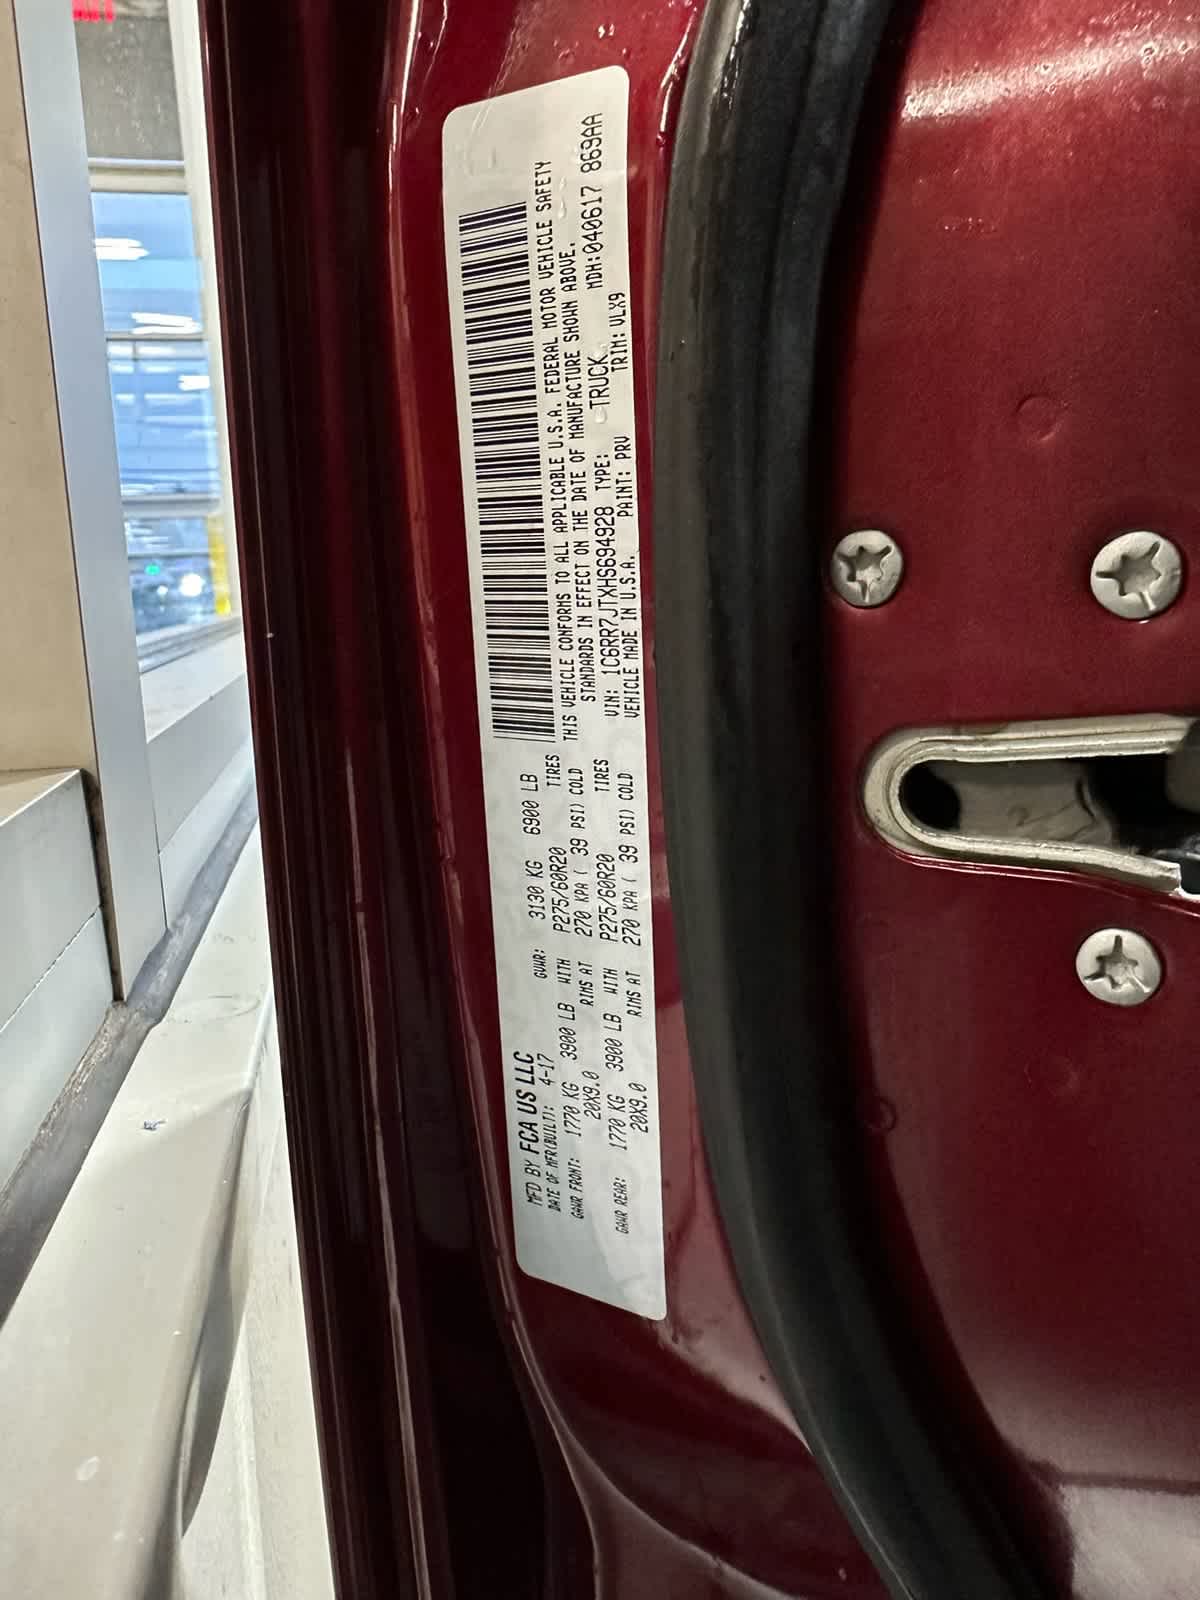 MFD BY FCA US LLC
DATE OF MFR(BUILT): 4-17 GVWR: 3130 KG 6900 LB
GAWR FRONT: 1770 KG 3900 LB WITH P275/60R20 TIRES
20X9.0 RIMS AT 270 KPA ( 39 PSI) COLD
GAWR REAR: 1770 KG 3900 LB WITH P275/60R20 TIRES
20X9.0 RIMS AT 270 KPA ( 39 PSI) COLD
THIS VEHICLE CONFORMS TO ALL APPLICABLE U.S.A. FEDERAL MOTOR VEHICLE SAFETY
STANDARDS IN EFFECT ON THE DATE OF MANUFACTURE SHOWN ABOVE.
VIN: 1C6RR7JTXHS694928 TYPE: TRUCK MDH:040617 869AA
VEHICLE MADE IN U.S.A. PAINT: PRV TRIM: VLX9